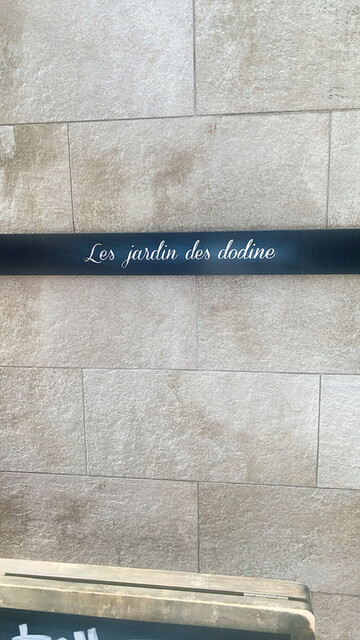 Les jardin des dodine